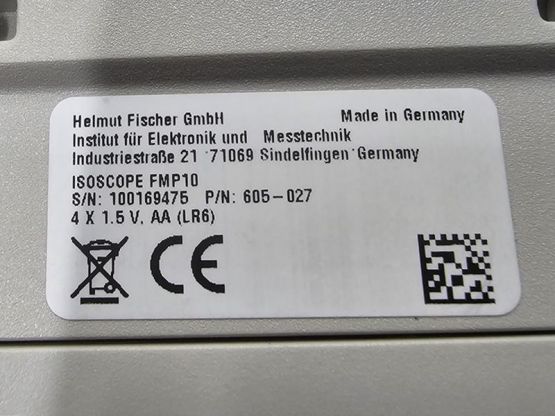 Helmut Fischer GmbH Made in Germany
Institut für Elektronik und Messtechnik
Industriestraße 21 71069 Sindelfingen Germany
ISOSCOPE FMP10
S/N: 100169475 P/N: 605-027
4 X 1.5 V, AA (LR6)
CE